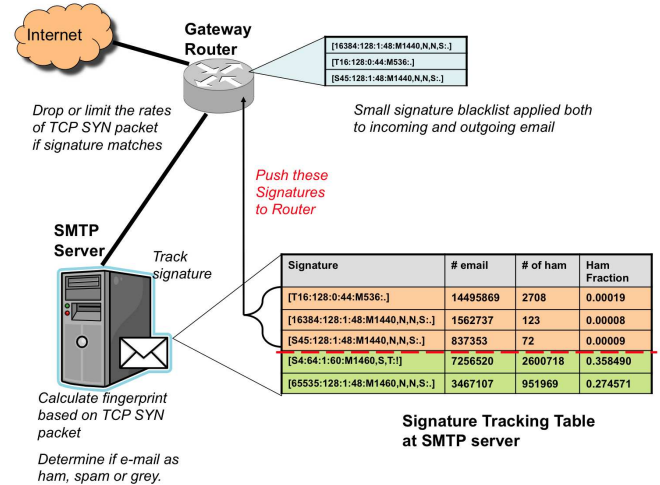 Internet
Gateway
Router
[16384:128:1:48:M1440,N,N,S:.]
[T16:128:0:44:M536:.]
[S45:128:1:48:M1440,N,N,S:.]
Drop or limit the rates
of TCP SYN packet
if signature matches
Small signature blacklist applied both
to incoming and outgoing email
Push these
Signatures
to Router
SMTP
Server
Track
signature
Signature # email # of ham Ham
Fraction
[T16:128:0:44:M536:.] 14495869 2708 0.00019
[16384:128:1:48:M1440,N,N,S:.] 1562737 123 0.00008
[S45:128:1:48:M1440,N,N,S:.] 837353 72 0.00009
[S4:64:1:60:M1460,S,T:!] 7256520 2600718 0.358490
[65535:128:1:48:M1460,N,N,S:.] 3467107 951969 0.274571
Calculate fingerprint
based on TCP SYN
packet
Determine if e-mail as
ham, spam or grey.
Signature Tracking Table
at SMTP server